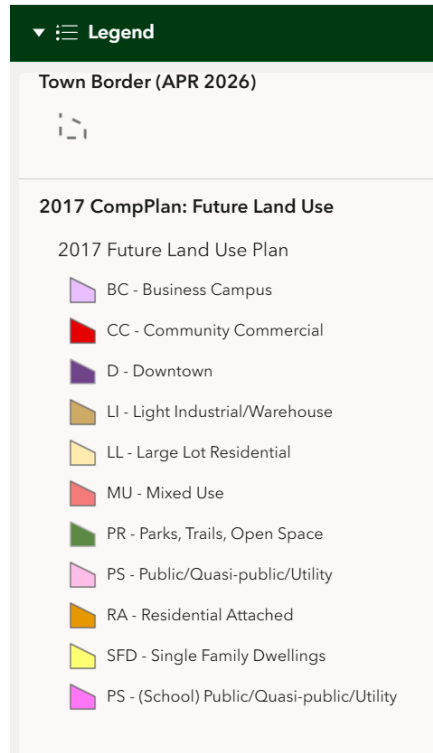 Legend
Town Border (APR 2026)
2017 CompPlan: Future Land Use
2017 Future Land Use Plan
BC - Business Campus
CC - Community Commercial
D - Downtown
LI - Light Industrial/Warehouse
LL - Large Lot Residential
MU - Mixed Use
PR - Parks, Trails, Open Space
PS - Public/Quasi-public/Utility
RA - Residential Attached
SFD - Single Family Dwellings
PS - (School) Public/Quasi-public/Utility